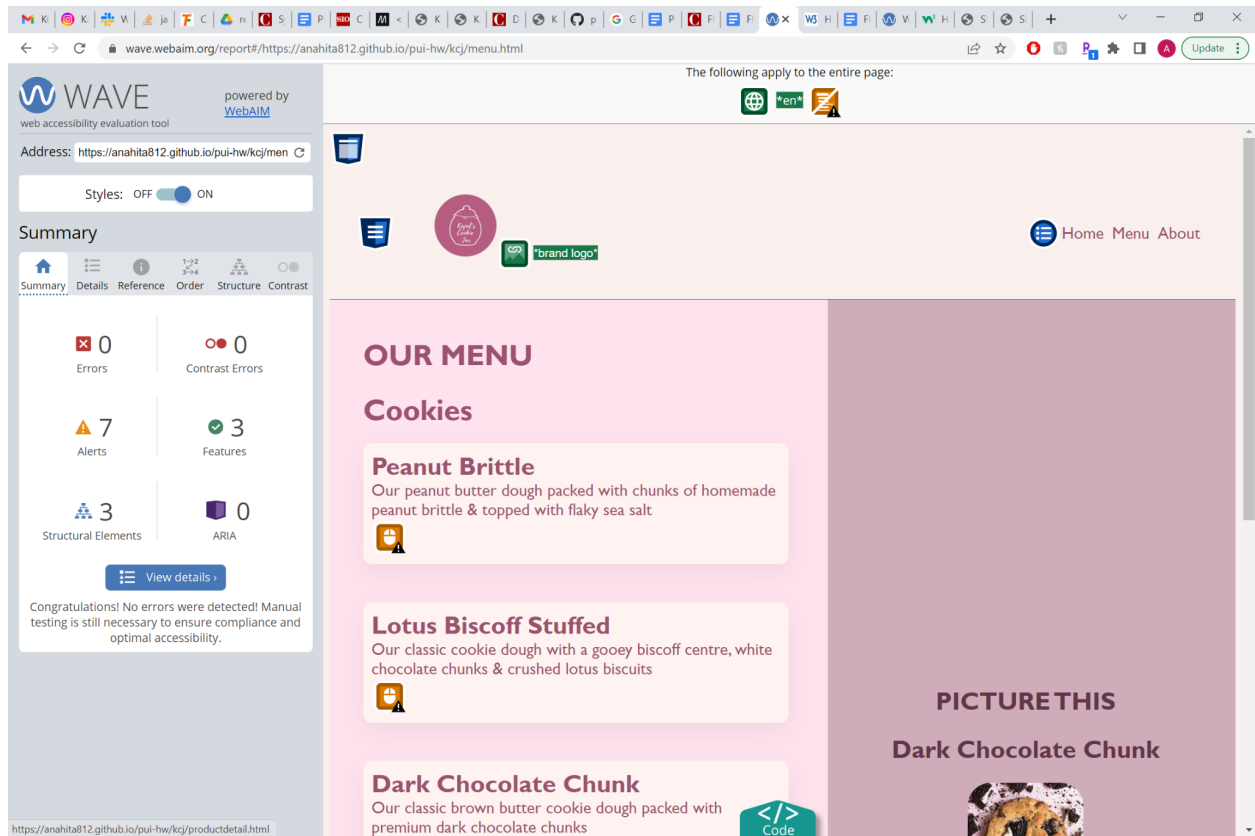 wave.webaim.org/report#/https://anahita812.github.io/pui-hw/kcj/menu.html
Update
WAVE
powered by
WebAIM
web accessibility evaluation tool
Address: https://anahita812.github.io/pui-hw/kcj/men
Styles: OFF ON
Summary
Summary Details Reference Order Structure Contrast
0
Errors
0
Contrast Errors
7
Alerts
3
Features
3
Structural Elements
0
ARIA
View details ›
Congratulations! No errors were detected! Manual
testing is still necessary to ensure compliance and
optimal accessibility.
The following apply to the entire page:
*en*
Kajal's
Cookie
Jar
*brand logo*
Home Menu About
OUR MENU
Cookies
Peanut Brittle
Our peanut butter dough packed with chunks of homemade
peanut brittle & topped with flaky sea salt
Lotus Biscoff Stuffed
Our classic cookie dough with a gooey biscoff centre, white
chocolate chunks & crushed lotus biscuits
Dark Chocolate Chunk
Our classic brown butter cookie dough packed with
premium dark chocolate chunks
</>
Code
PICTURE THIS
Dark Chocolate Chunk
https://anahita812.github.io/pui-hw/kcj/productdetail.html